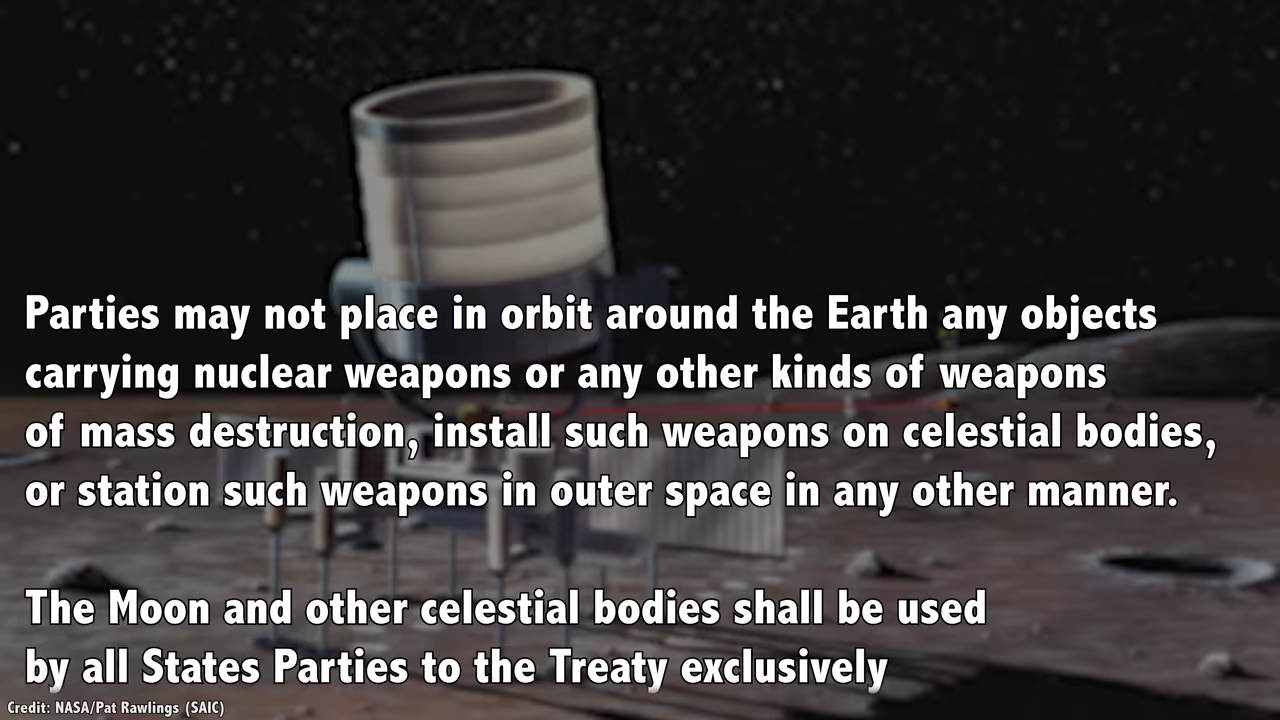 Parties may not place in orbit around the Earth any objects
carrying nuclear weapons or any other kinds of weapons
of mass destruction, install such weapons on celestial bodies,
or station such weapons in outer space in any other manner.
The Moon and other celestial bodies shall be used
by all States Parties to the Treaty exclusively
Credit: NASA/Pat Rawlings (SAIC)